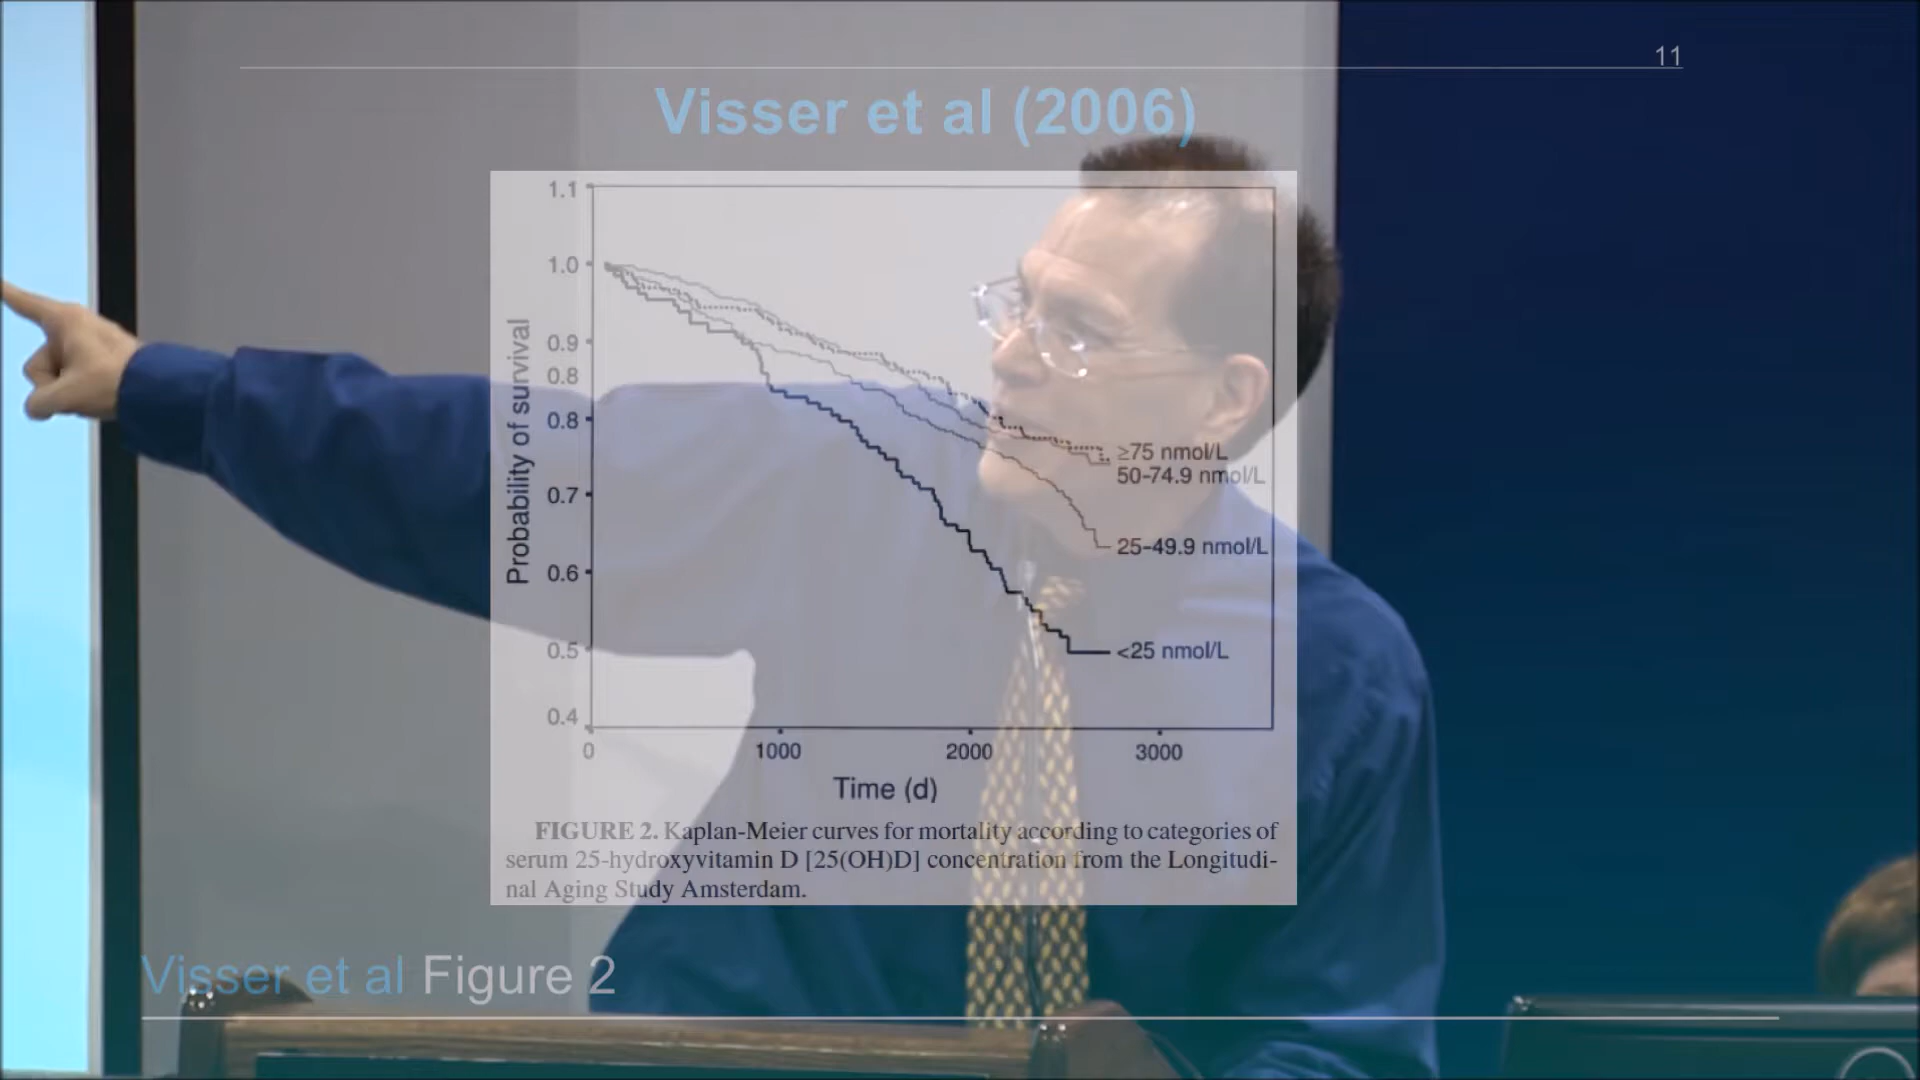 11
Visser et al (2006)
1.1
1.0
0.9
0.8
0.8
0.7
0.6
0.5
0.4
Probability of survival
≥75 nmol/L
50-74.9 nmol/L
25-49.9 nmol/L
<25 nmol/L
0 1000 2000 3000
Time (d)
FIGURE 2. Kaplan-Meier curves for mortality according to categories of
serum 25-hydroxyvitamin D [25(OH)D] concentration from the Longitudi-
nal Aging Study Amsterdam.
Visser et al Figure 2